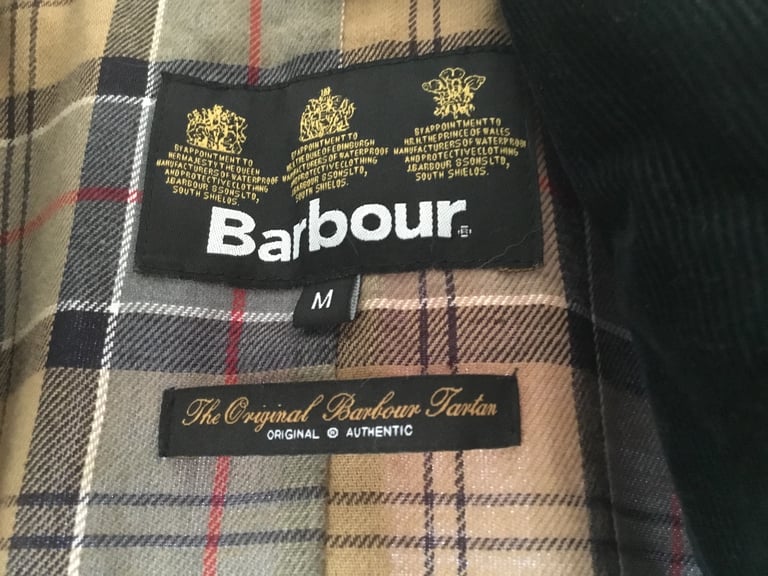 BY APPOINTMENT TO
HER MAJESTY THE QUEEN
MANUFACTURERS OF WATERPROOF
AND PROTECTIVE CLOTHING
J.BARBOUR & SONS LTD,
SOUTH SHIELDS.
BY APPOINTMENT TO
H.R.H. THE DUKE OF EDINBURGH
MANUFACTURERS OF WATERPROOF
AND PROTECTIVE CLOTHING
J.BARBOUR & SONS LTD,
SOUTH SHIELDS.
BY APPOINTMENT TO
H.R.H. THE PRINCE OF WALES
MANUFACTURERS OF WATERPROOF
AND PROTECTIVE CLOTHING
J.BARBOUR & SONS LTD,
SOUTH SHIELDS.
Barbour
M
The Original Barbour Tartan
ORIGINAL ® AUTHENTIC